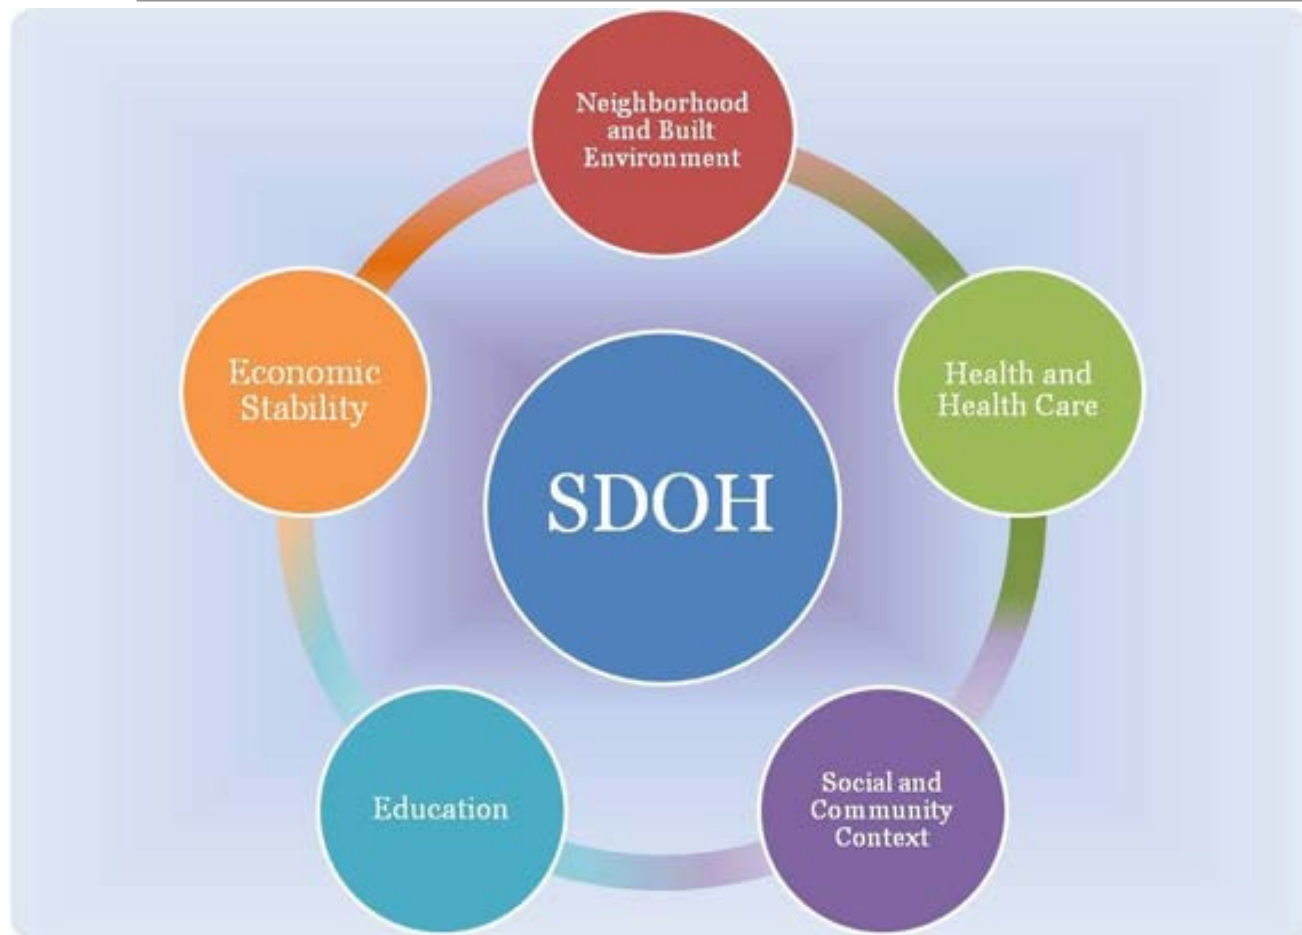 Neighborhood
and Built
Environment
Economic
Stability
Health and
Health Care
SDOH
Education
Social and
Community
Context